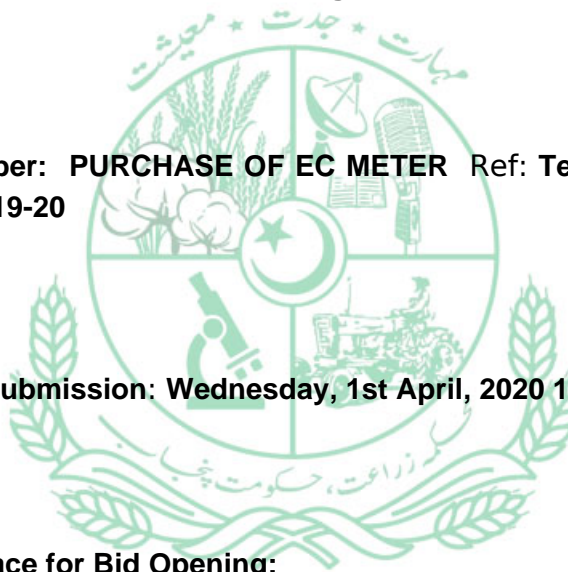 مہارت ٭ جدت ٭ معیشت
ber: PURCHASE OF EC METER Ref: Te
19-20
ubmission: Wednesday, 1st April, 2020 1
محکمہ زراعت، حکومت پنجاب
ce for Bid Opening: